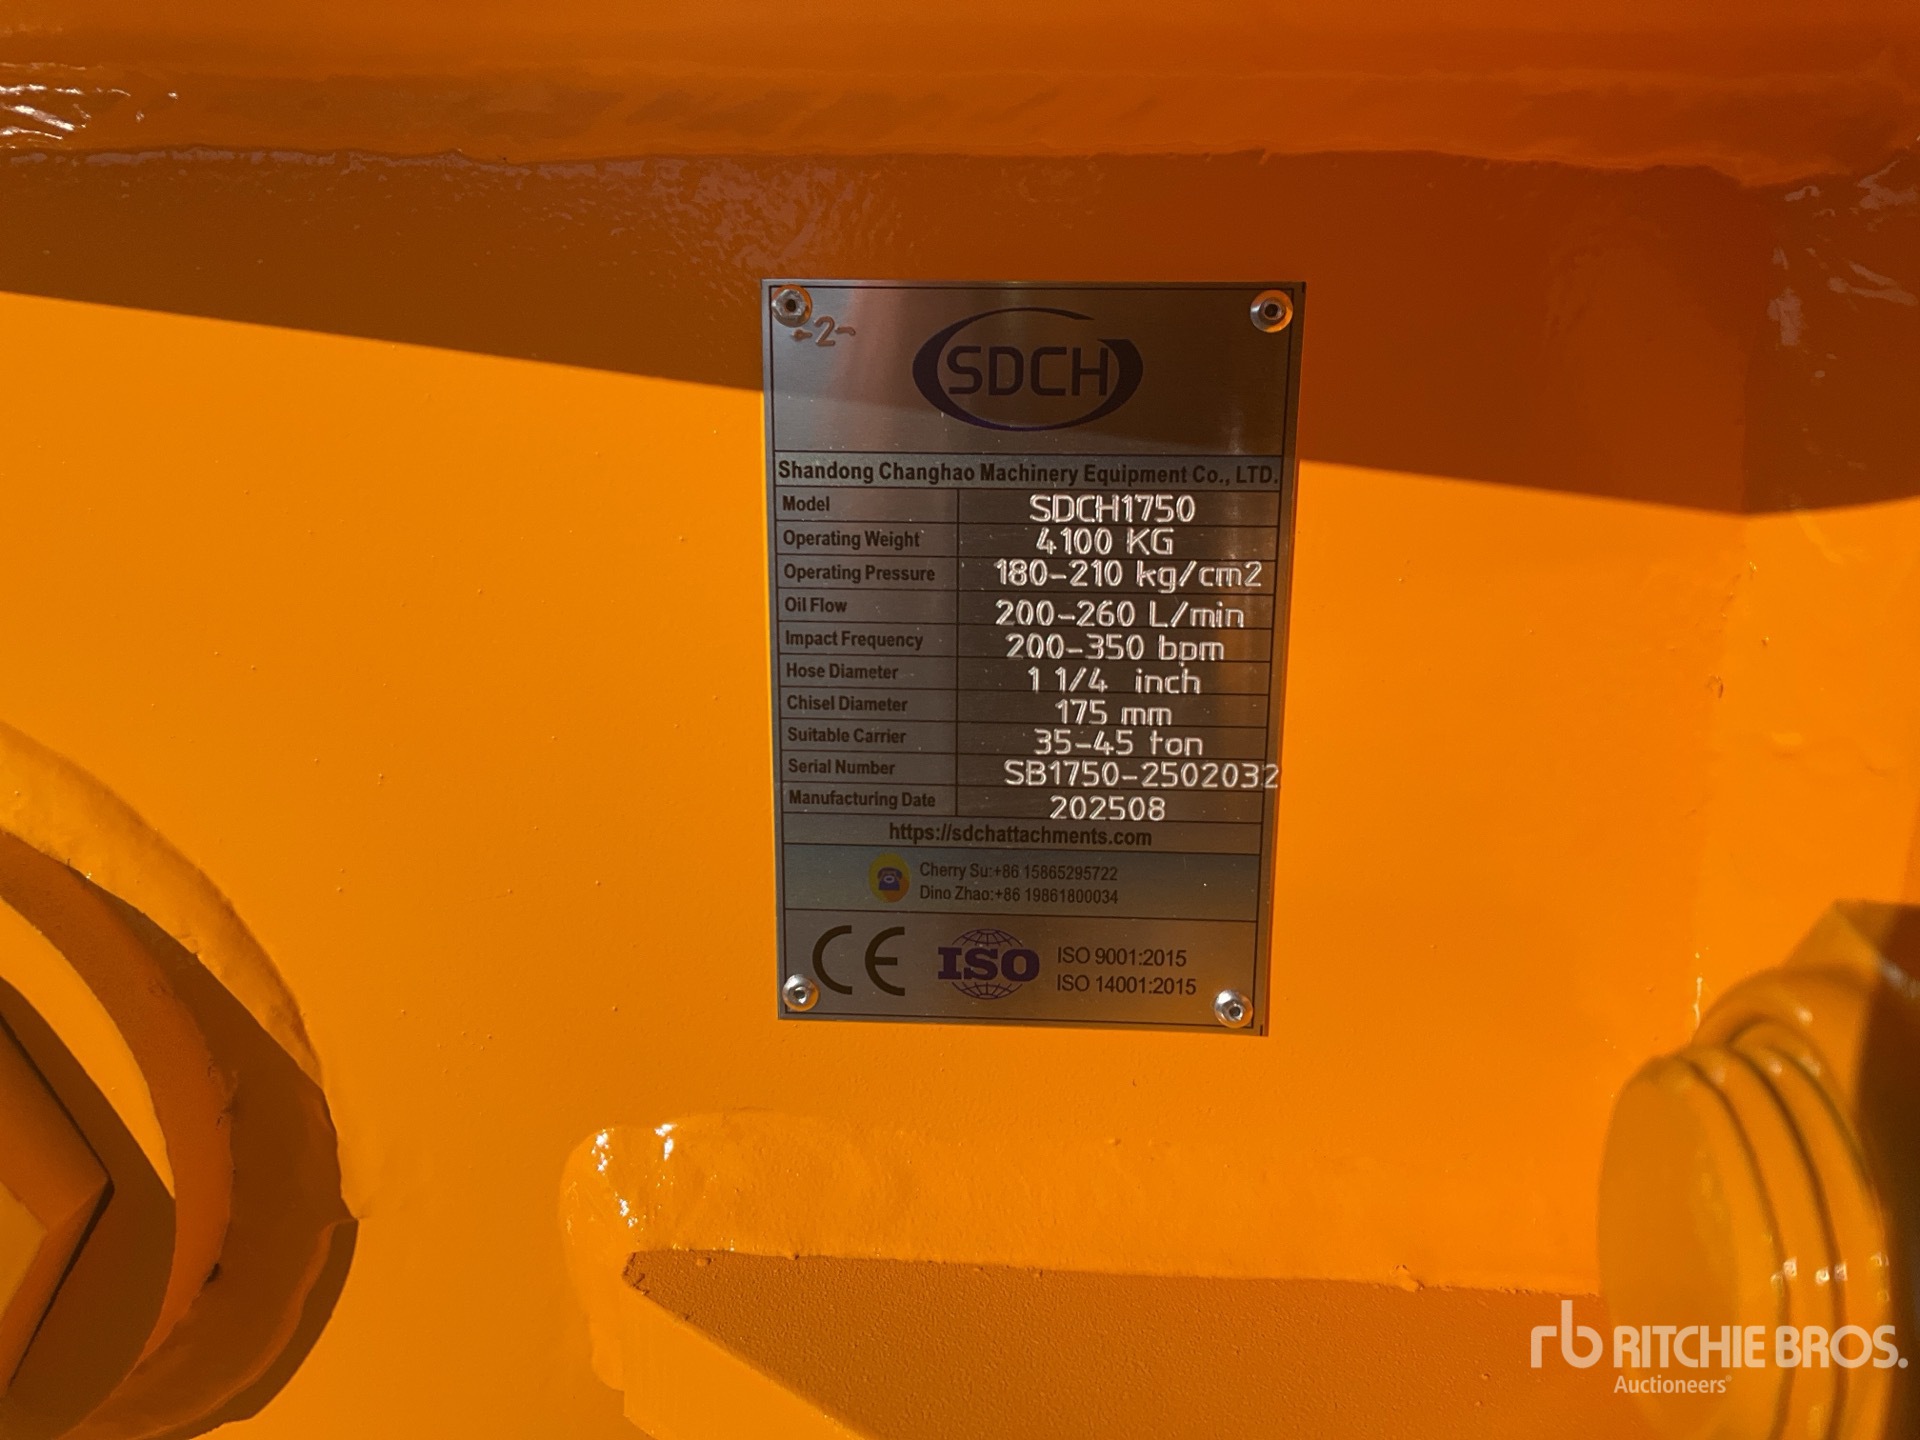 -2-
SDCH
Shandong Changhao Machinery Equipment Co., LTD.
Model SDCH1750
Operating Weight 4100 KG
Operating Pressure 180-210 kg/cm2
Oil Flow 200-260 L/min
Impact Frequency 200-350 bpm
Hose Diameter 1 1/4 inch
Chisel Diameter 175 mm
Suitable Carrier 35-45 ton
Serial Number SB1750-2502032
Manufacturing Date 202508
https://sdchattachments.com
Cherry Su:+86 15865295722
Dino Zhao:+86 19861800034
CE ISO ISO 9001:2015
ISO 14001:2015
rb RITCHIE BROS.
Auctioneers